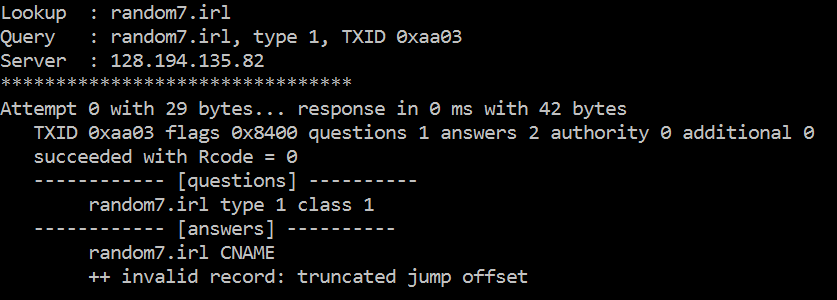 Lookup  : random7.irl
Query   : random7.irl, type 1, TXID 0xaa03
Server  : 128.194.135.82
********************************
Attempt 0 with 29 bytes... response in 0 ms with 42 bytes
   TXID 0xaa03 flags 0x8400 questions 1 answers 2 authority 0 additional 0
   succeeded with Rcode = 0
   ------------ [questions] ----------
        random7.irl type 1 class 1
   ------------ [answers] ----------
        random7.irl CNAME
        ++ invalid record: truncated jump offset